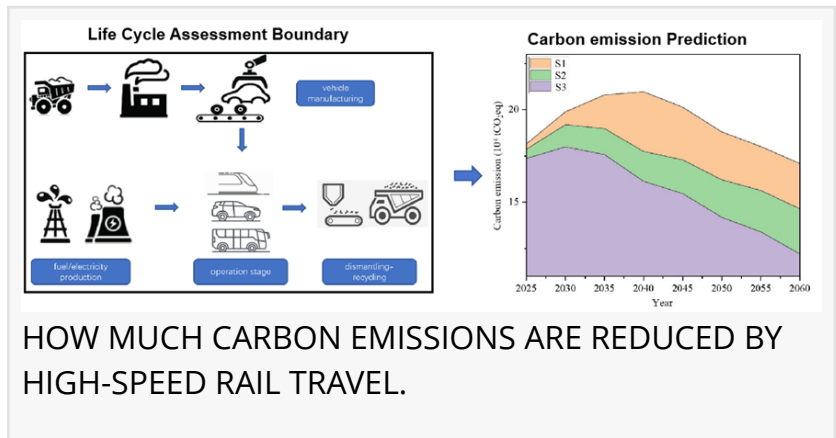 Life Cycle Assessment Boundary
vehicle
manufacturing
fuel/electricity
production
operation stage
dismantling-
recycling
Carbon emission Prediction
S1
S2
S3
20
15
2025 2030 2035 2040 2045 2050 2055 2060
Year
HOW MUCH CARBON EMISSIONS ARE REDUCED BY
HIGH-SPEED RAIL TRAVEL.